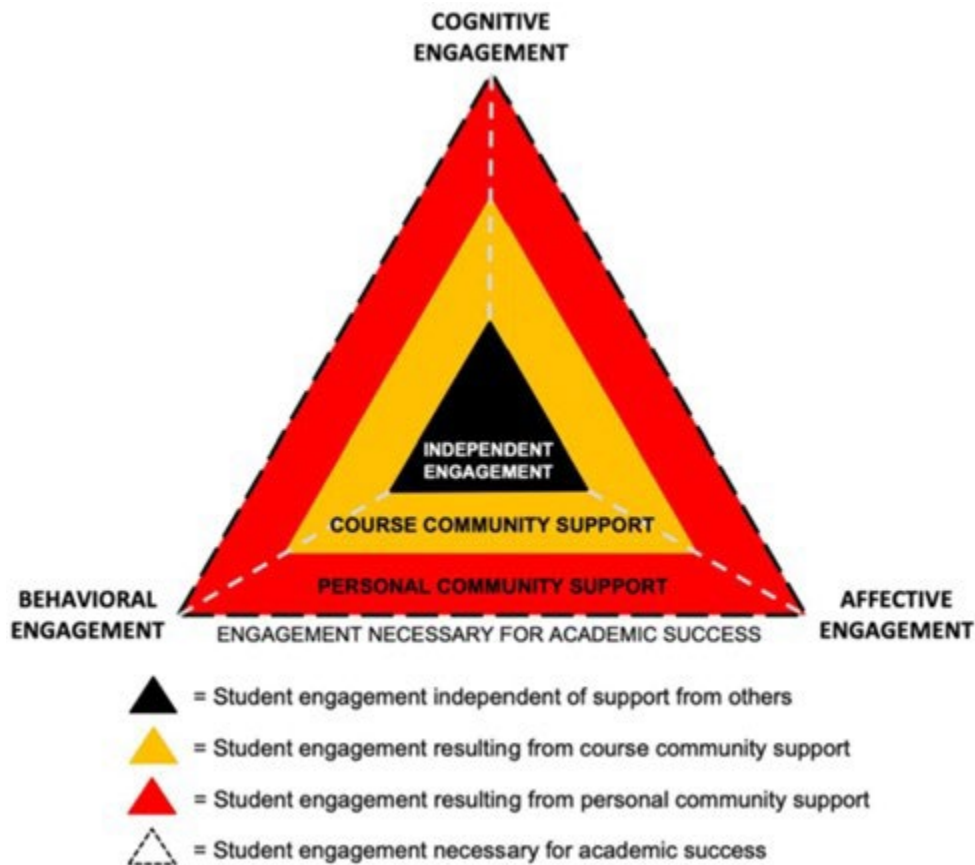 COGNITIVE
ENGAGEMENT
INDEPENDENT
ENGAGEMENT
COURSE COMMUNITY SUPPORT
PERSONAL COMMUNITY SUPPORT
BEHAVIORAL
ENGAGEMENT
AFFECTIVE
ENGAGEMENT
ENGAGEMENT NECESSARY FOR ACADEMIC SUCCESS
= Student engagement independent of support from others
= Student engagement resulting from course community support
= Student engagement resulting from personal community support
= Student engagement necessary for academic success